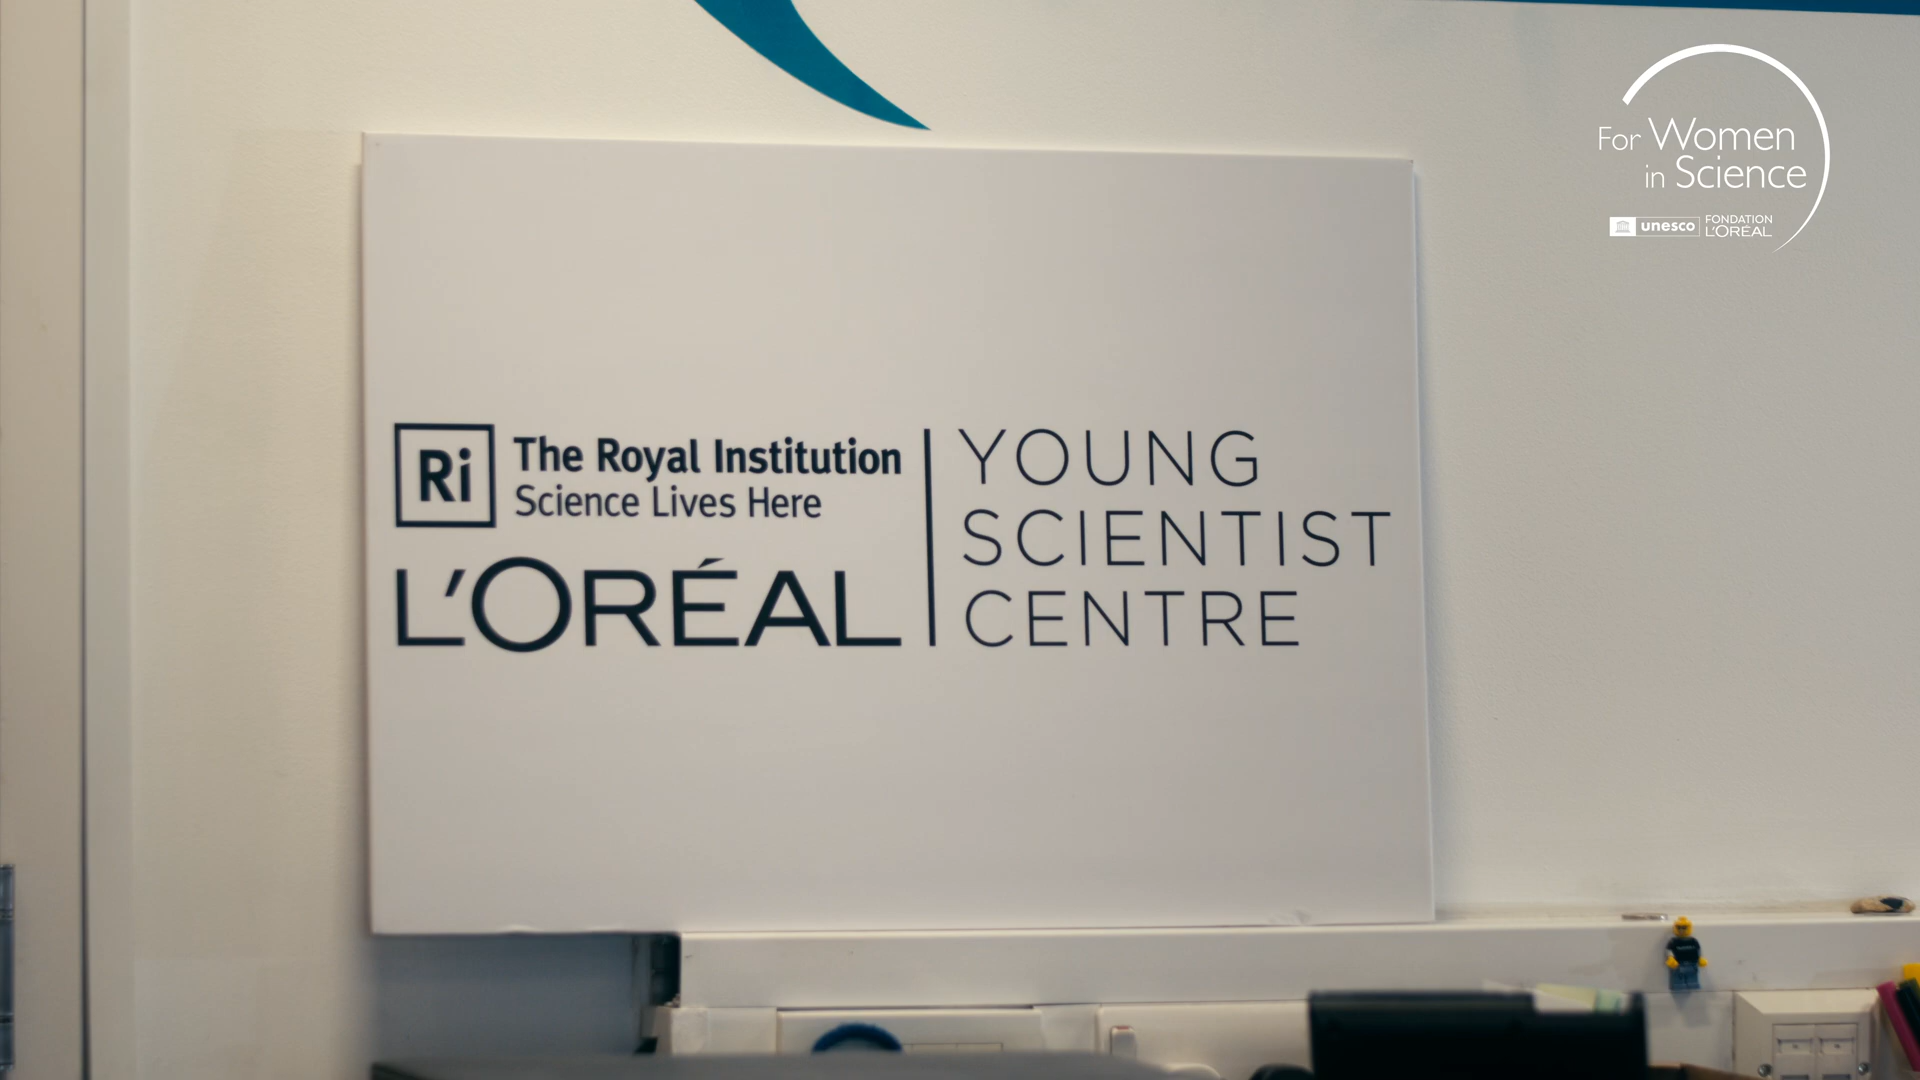 For Women
in Science
unesco
FONDATION
L'ORÉAL
Ri
The Royal Institution
Science Lives Here
L'ORÉAL
YOUNG
SCIENTIST
CENTRE